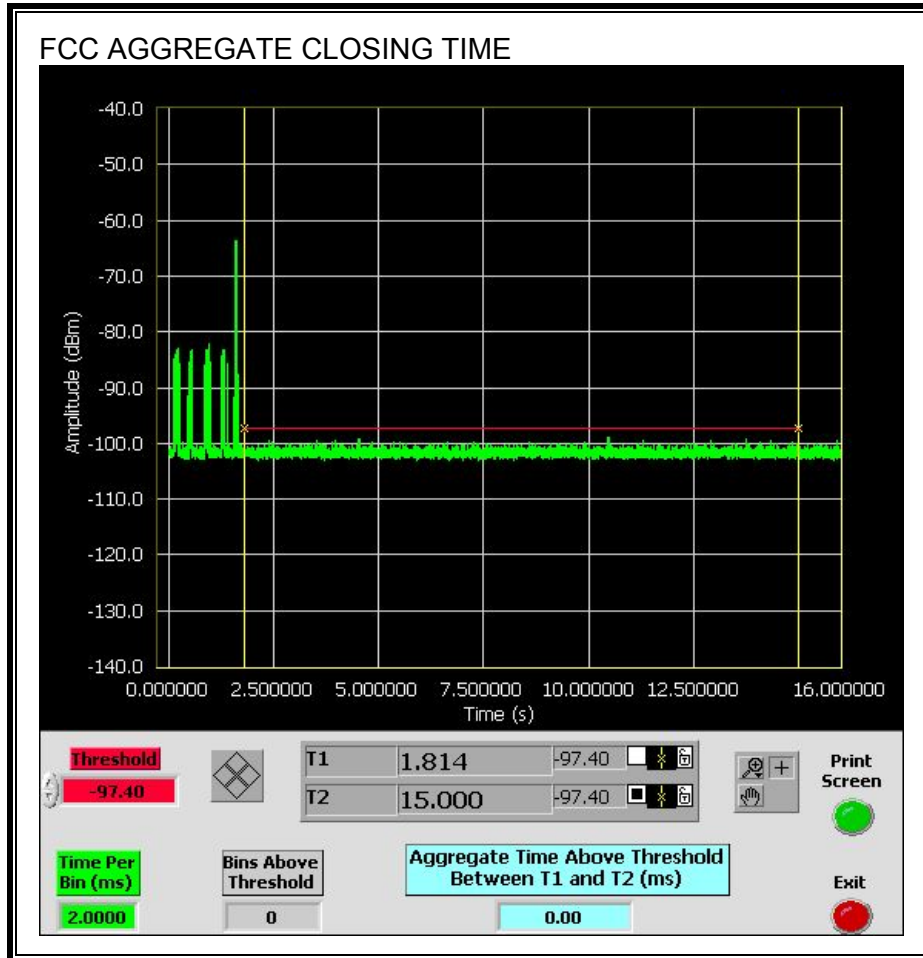 FCC AGGREGATE CLOSING TIME
-40.0
-50.0
-60.0
-70.0
-80.0
-90.0
-100.0
-110.0
-120.0
-130.0
-140.0
Amplitude (dBm)
0.000000 2.500000 5.000000 7.500000 10.000000 12.500000 16.000000
Time (s)
Threshold
-97.40
T1 1.814 -97.40
T2 15.000 -97.40
Print
Screen
Time Per
Bin (ms)
2.0000
Bins Above
Threshold
0
Aggregate Time Above Threshold
Between T1 and T2 (ms)
0.00
Exit